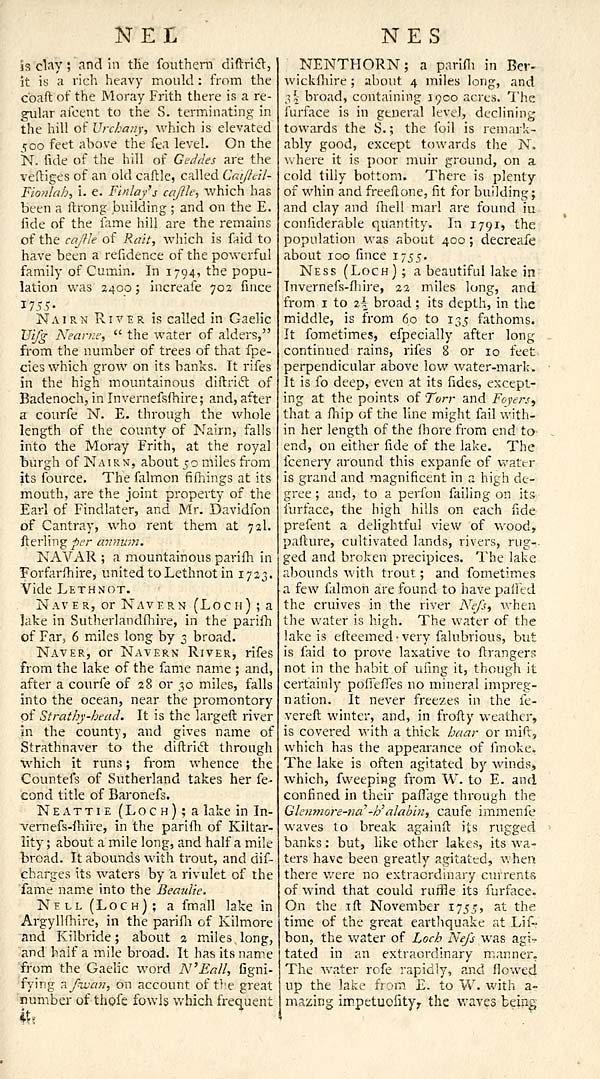 NEL
is clay; and in the ſouthern diſtrict,
it is a rich heavy mould: from the
coaſt of the Moray Frith there is a re-
gular aſcent to the S. terminating in
the hill of Urchany, which is elevated
500 feet above the ſea level. On the
N. ſide of the hill of Geddes are the
veſtiges of an old caſtle, called Caiſteil-
Fionlah, i. e. Finlay's caſtle, which has
been a ſtrong building; and on the E.
ſide of the ſame hill are the remains
of the caſtle of Rait, which is ſaid to
have been a reſidence of the powerful
family of Cumin. In 1794, the popu-
lation was 2400; increaſe 702 ſince
1755.
NAIRN RIVER is called in Gaelic
Uiſg Nearne, “ the water of alders,”
from the number of trees of that ſpe-
cies which grow on its banks. It riſes
in the high mountainous diſtrict of
Badenoch, in Inverneſsſhire; and, after
a courſe N. E. through the whole
length of the county of Nairn, falls
into the Moray Frith, at the royal
burgh of NAIRN, about 50 miles from
its ſource. The ſalmon fiſhings at its
mouth, are the joint property of the
Earl of Findlater, and Mr. Davidſon
of Cantray, who rent them at 72l.
ſterling per annum.
NAVAR; a mountainous pariſh in
Forfarſhire, united to Lethnot in 1723.
Vide LETHNOT.
NAVER, or NAVERN (LOCH); a
lake in Sutherlandſhire, in the pariſh
of Far, 6 miles long by 3 broad.
NAVER, or NAVERN RIVER, riſes
from the lake of the ſame name; and,
after a courſe of 28 or 30 miles, falls
into the ocean, near the promontory
of Strathy-head. It is the largeſt river
in the county, and gives name of
Strathnaver to the diſtrict through
which it runs; from whence the
Counteſs of Sutherland takes her ſe-
cond title of Baroneſs.
NEATTIE (LOCH); a lake in In-
verneſs-ſhire, in the pariſh of Kiltar-
lity; about a mile long, and half a mile
broad. It abounds with trout, and diſ-
charges its waters by a rivulet of the
ſame name into the Beaulie.
NELL (LOCH); a ſmall lake in
Argyllſhire, in the pariſh of Kilmore
and Kilbride; about 2 miles long,
and half a mile broad. It has its name
from the Gaelic word N'Eall, ſigni-
fying a ſwan, on account of the great
number of thoſe fowls which frequent
it.
NES
NENTHORN; a pariſh in Ber-
wickſhire; about 4 miles long, and
3½ broad, containing 1900 acres. The
ſurface is in general level, declining
towards the S.; the ſoil is remark-
ably good, except towards the N.
where it is poor muir ground, on a
cold tilly bottom. There is plenty
of whin and freeſtone, fit for building;
and clay and ſhell marl are found in
conſiderable quantity. In 1791, the
population was about 400; decreaſe
about 100 ſince 1755.
NESS (LOCH); a beautiful lake in
Inverneſs-ſhire, 22 miles long, and
from 1 to 2½ broad; its depth, in the
middle, is from 60 to 135 fathoms.
It ſometimes, eſpecially after long
continued rains, riſes 8 or 10 feet
perpendicular above low water-mark.
It is ſo deep, even at its ſides, except-
ing at the points of Torr and Foyers,
that a ſhip of the line might ſail with-
in her length of the ſhore from end to
end, on either ſide of the lake. The
ſcenery around this expanſe of water
is grand and magnificent in a high de-
gree; and, to a perſon ſailing on its
ſurface, the high hills on each ſide
preſent a delightful view of wood,
paſture, cultivated lands, rivers, rug-
ged and broken precipices. The lake
abounds with trout; and ſometimes
a few ſalmon are found to have paſſed
the cruives in the river Neſs, when
the water is high. The water of the
lake is eſteemed very ſalubrious, but
is ſaid to prove laxative to ſtrangers
not in the habit of uſing it, though it
certainly poſſeſſes no mineral impreg-
nation. It never freezes in the ſe-
vereſt winter, and, in froſty weather,
is covered with a thick haar or miſt,
which has the appearance of ſmoke.
The lake is often agitated by winds,
which, ſweeping from W. to E. and
confined in their paſſage through the
Glenmore-na'-h'alabin, cauſe immenſe
waves to break againſt its rugged
banks: but, like other lakes, its wa-
ters have been greatly agitated, when
there were no extraordinary currents
of wind that could ruffle its ſurface.
On the 1ſt November 1755, at the
time of the great earthquake at Liſ-
bon, the water of Loch Neſs was agi-
tated in an extraordinary manner.
The water roſe rapidly, and flowed
up the lake from E. to W. with a-
mazing impetuoſity, the waves being